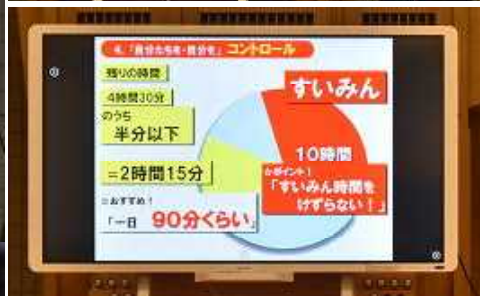 4. 「自分たちを・自分を」コントロール
残りの時間
4時間30分
のうち
半分以下
=2時間15分
☆おすすめ!
「一日 90分くらい」
すいみん
10時間
☆ポイント!
「すいみん時間を
けずらない!」